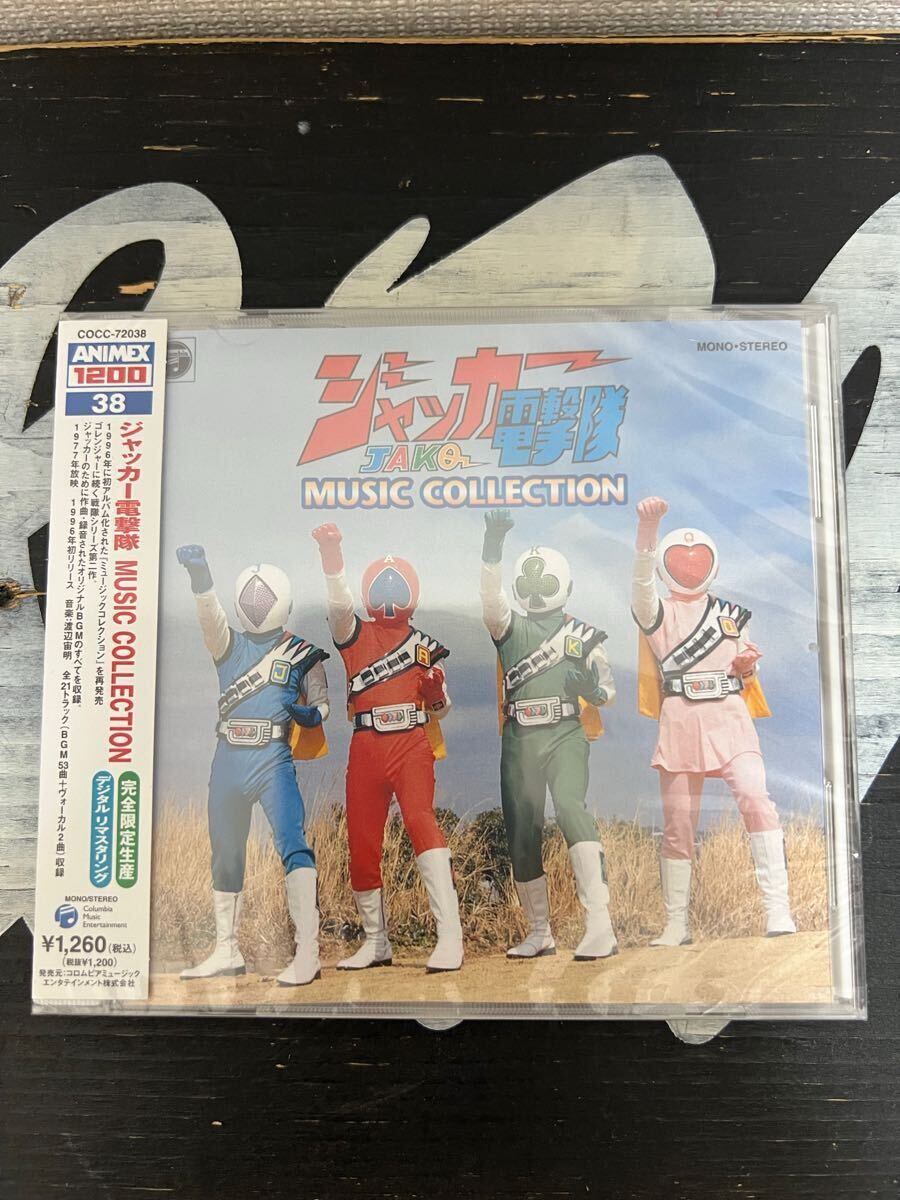 COCC-72038
ANIMEX
1200
38
ジャッカー電撃隊 MUSIC COLLECTION
1996年に初アルバム化された「ミュージックコレクション」を再発売
ゴレンジャーに続く戦隊シリーズ第二作、
ジャッカーのために作曲・録音されたオリジナルBGMのすべてを収録。
1977年放映 1996年初リリース 音楽:渡辺宙明 全21トラック(BGM53曲+ヴォーカル2曲)収録
完全限定生産
デジタルリマスタリング
MONO/STEREO
Columbia
Music
Entertainment
¥1,260(税込)
(税抜¥1,200)
発売元:コロムビアミュージック
エンタテインメント株式会社
MONO・STEREO
ジャッカー
電撃隊
JAKQ
MUSIC COLLECTION
J
A
K
Q
J
A
K
Q